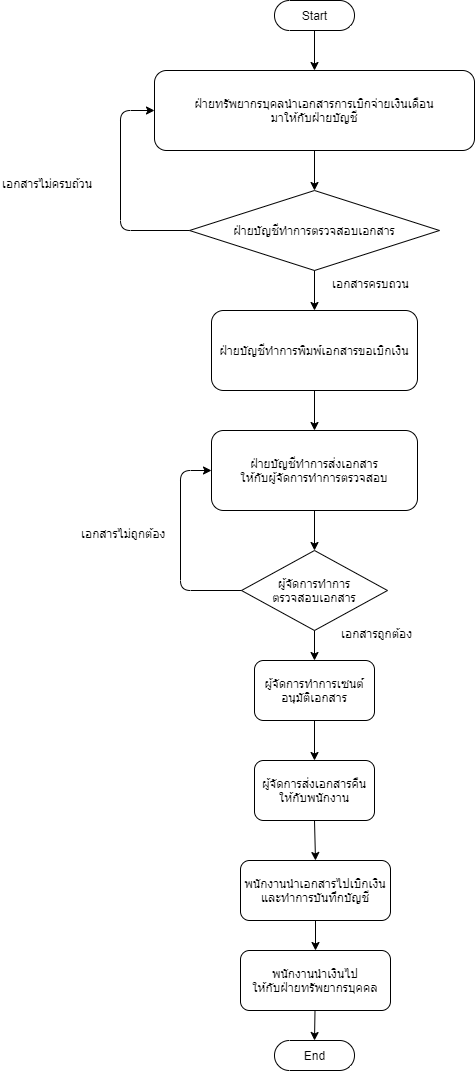 Start
ฝ่ายทรัพยากรบุคลนำเอกสารการเบิกจ่ายเงินเดือน
มาให้กับฝ่ายบัญชี
เอกสารไม่ครบถ้วน
ฝ่ายบัญชีทำการตรวจสอบเอกสาร
เอกสารครบถวน
ฝ่ายบัญชีทำการพิมพ์เอกสารขอเบิกเงิน
ฝ่ายบัญชีทำการส่งเอกสาร
ให้กับผู้จัดการทำการตรวจสอบ
เอกสารไม่ถูกต้อง
ผู้จัดการทำการ
ตรวจสอบเอกสาร
เอกสารถูกต้อง
ผู้จัดการทำการเซนต์
อนุมัติเอกสาร
ผู้จัดการส่งเอกสารคืน
ให้กับพนักงาน
พนักงานนำเอกสารไปเบิกเงิน
และทำการบันทึกบัญชี
พนักงานนำเงินไป
ให้กับฝ่ายทรัพยากรบุคคล
End